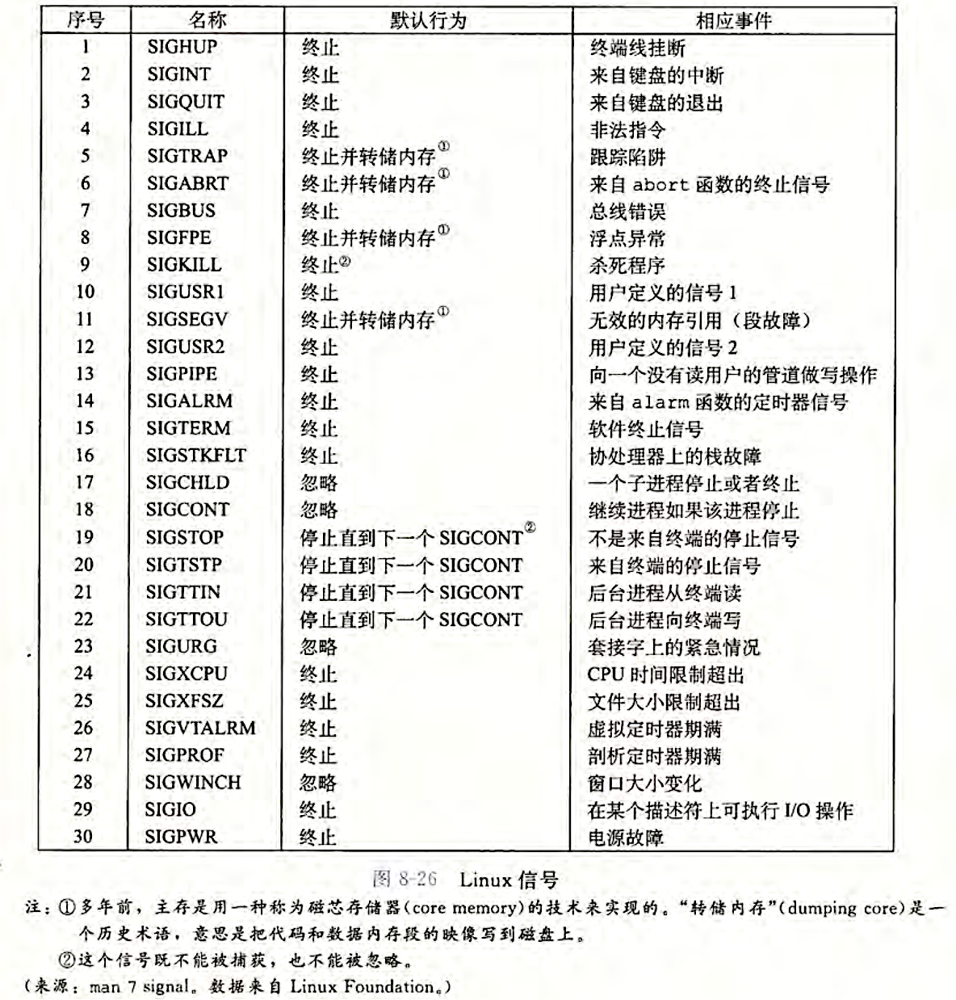 序号 名称 默认行为 相应事件
1 SIGHUP 终止 终端线挂断
2 SIGINT 终止 来自键盘的中断
3 SIGQUIT 终止 来自键盘的退出
4 SIGILL 终止 非法指令
5 SIGTRAP 终止并转储内存① 跟踪陷阱
6 SIGABRT 终止并转储内存① 来自 abort 函数的终止信号
7 SIGBUS 终止 总线错误
8 SIGFPE 终止并转储内存① 浮点异常
9 SIGKILL 终止② 杀死程序
10 SIGUSR1 终止 用户定义的信号 1
11 SIGSEGV 终止并转储内存① 无效的内存引用（段故障）
12 SIGUSR2 终止 用户定义的信号 2
13 SIGPIPE 终止 向一个没有读用户的管道做写操作
14 SIGALRM 终止 来自 alarm 函数的定时器信号
15 SIGTERM 终止 软件终止信号
16 SIGSTKFLT 终止 协处理器上的栈故障
17 SIGCHLD 忽略 一个子进程停止或者终止
18 SIGCONT 忽略 继续进程如果该进程停止
19 SIGSTOP 停止直到下一个 SIGCONT② 不是来自终端的停止信号
20 SIGTSTP 停止直到下一个 SIGCONT 来自终端的停止信号
21 SIGTTIN 停止直到下一个 SIGCONT 后台进程从终端读
22 SIGTTOU 停止直到下一个 SIGCONT 后台进程向终端写
23 SIGURG 忽略 套接字上的紧急情况
24 SIGXCPU 终止 CPU 时间限制超出
25 SIGXFSZ 终止 文件大小限制超出
26 SIGVTALRM 终止 虚拟定时器期满
27 SIGPROF 终止 剖析定时器期满
28 SIGWINCH 忽略 窗口大小变化
29 SIGIO 终止 在某个描述符上可执行 I/O 操作
30 SIGPWR 终止 电源故障
图 8-26 Linux 信号
注：①多年前，主存是用一种称为磁芯存储器(core memory)的技术来实现的。“转储内存”(dumping core)是一
个历史术语，意思是把代码和数据内存段的映像写到磁盘上。
②这个信号既不能被捕获，也不能被忽略。
(来源：man 7 signal。数据来自 Linux Foundation。)